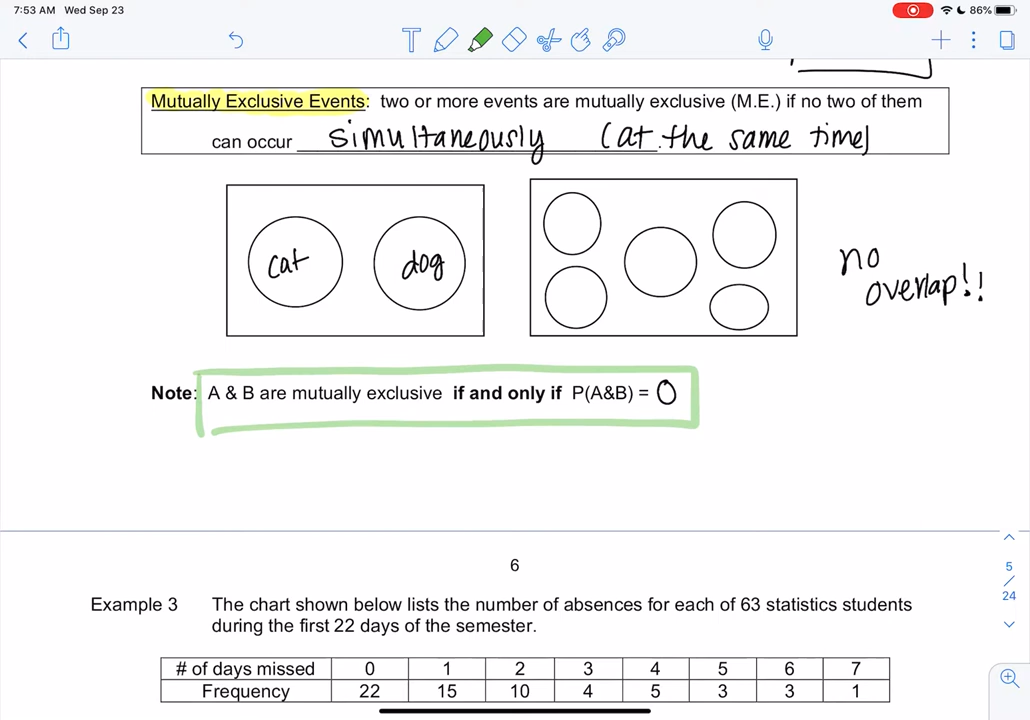 7:53 AM Wed Sep 23
86%
Mutually Exclusive Events: two or more events are mutually exclusive (M.E.) if no two of them
can occur simultaneously (at the same time)
cat
dog
no
overlap!!
Note: A & B are mutually exclusive if and only if P(A&B) = 0
6
5
/
24
Example 3 The chart shown below lists the number of absences for each of 63 statistics students
during the first 22 days of the semester.
# of days missed 0 1 2 3 4 5 6 7
Frequency 22 15 10 4 5 3 3 1